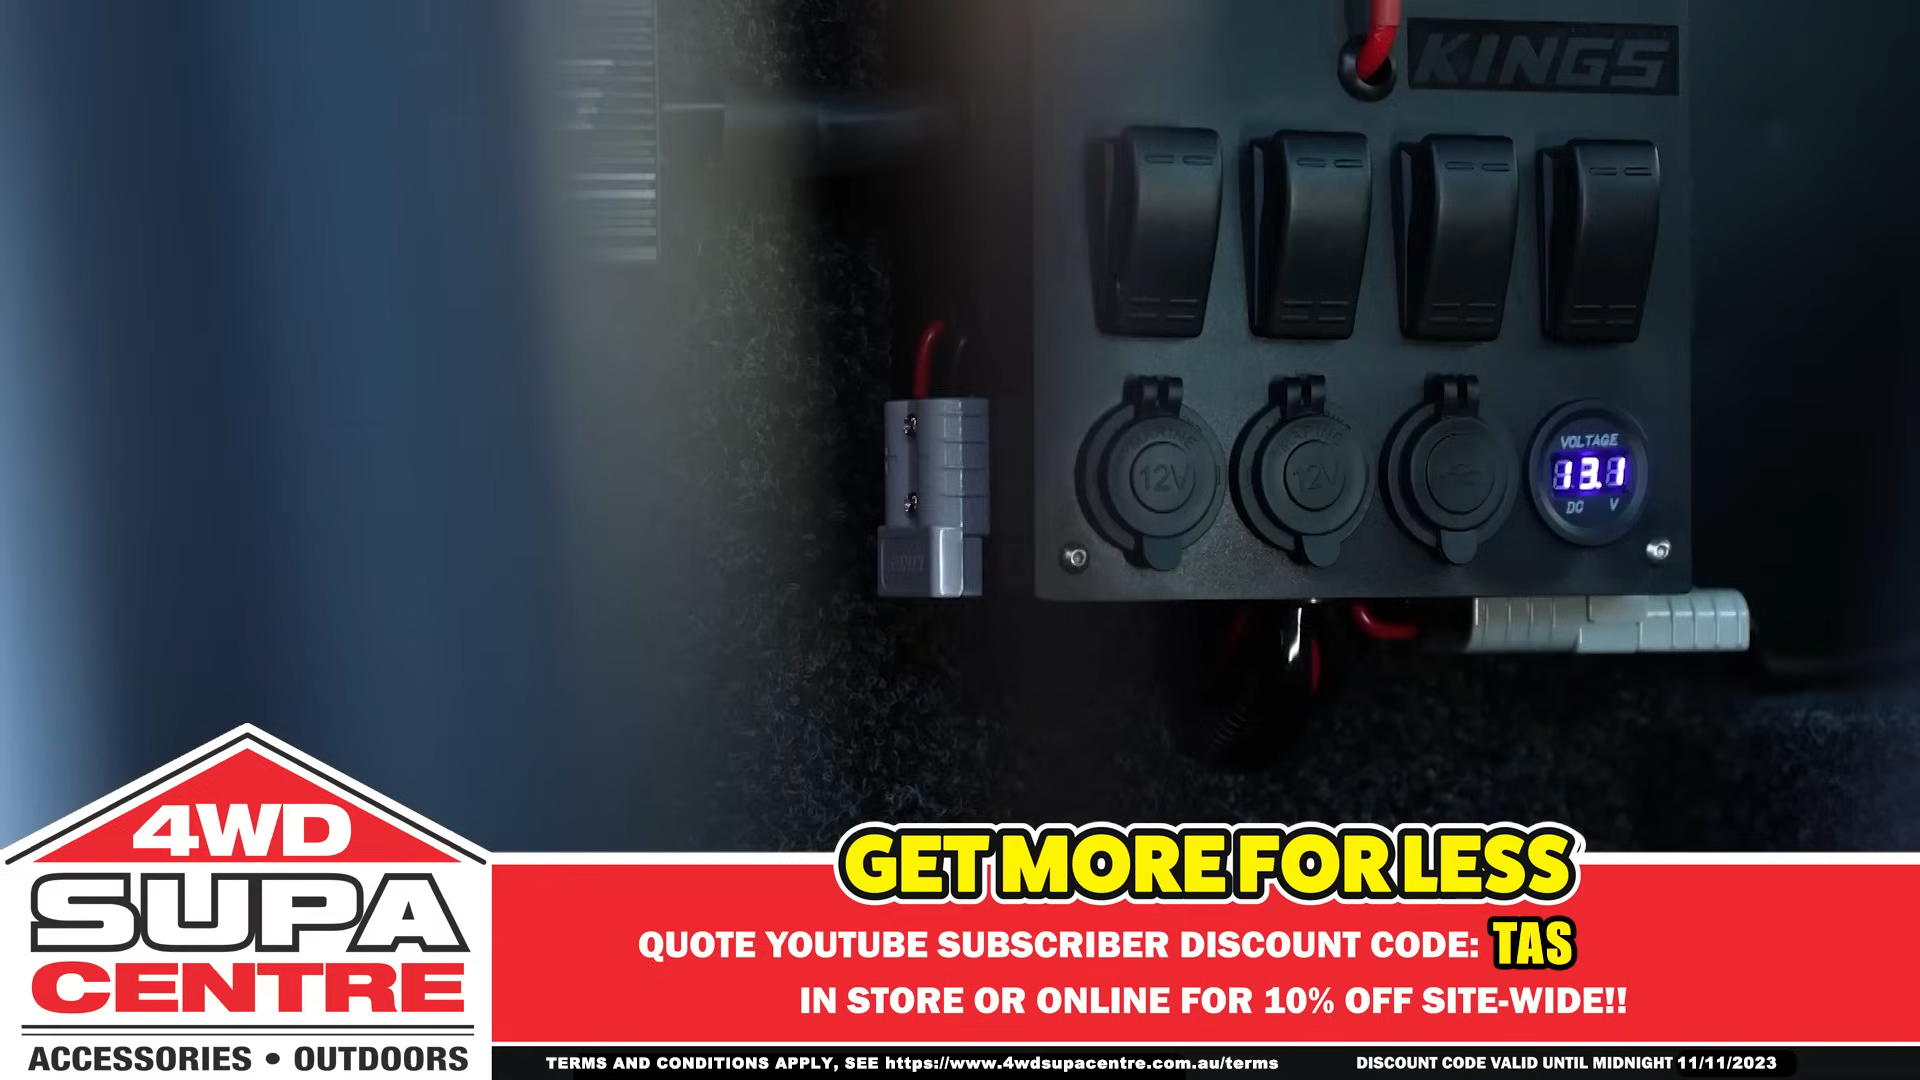 KINGS
12V
12V
VOLTAGE
13.1
DC V
4WD
SUPA
CENTRE
ACCESSORIES • OUTDOORS
GET MORE FOR LESS
QUOTE YOUTUBE SUBSCRIBER DISCOUNT CODE: TAS
IN STORE OR ONLINE FOR 10% OFF SITE-WIDE!!
TERMS AND CONDITIONS APPLY, SEE https://www.4wdsupacentre.com.au/terms
DISCOUNT CODE VALID UNTIL MIDNIGHT 11/11/2023